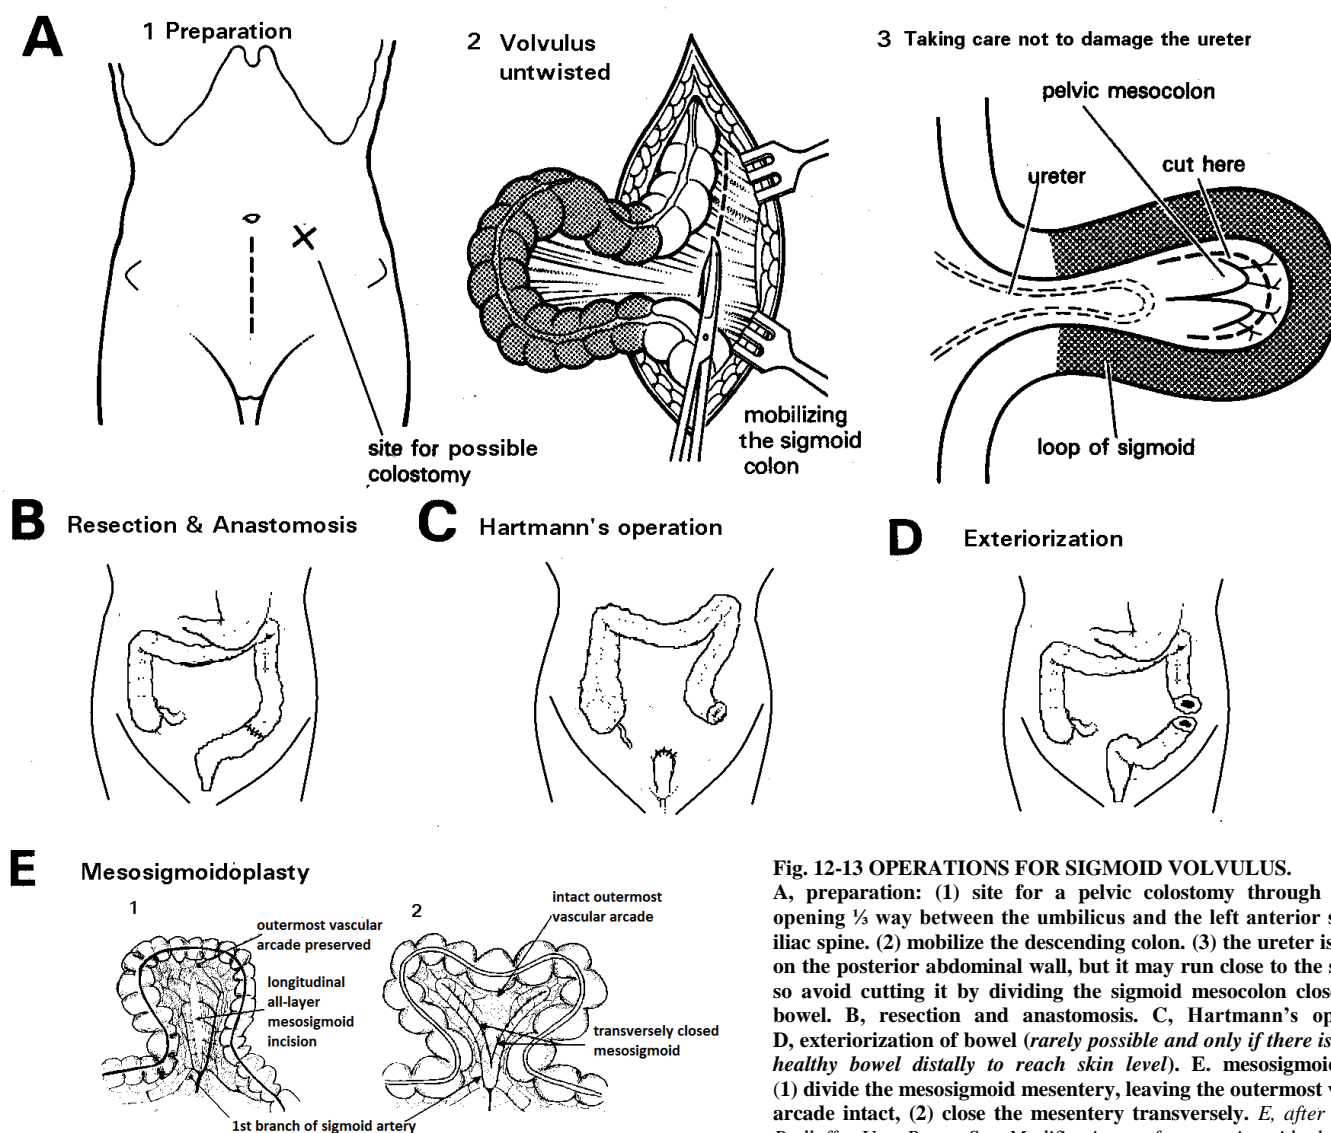 A
1 Preparation
site for possible
colostomy
2 Volvulus
untwisted
mobilizing
the sigmoid
colon
3 Taking care not to damage the ureter
pelvic mesocolon
cut here
ureter
loop of sigmoid
B Resection & Anastomosis
C Hartmann's operation
D Exteriorization
E Mesosigmoidoplasty
1
outermost vascular
arcade preserved
longitudinal
all-layer
mesosigmoid
incision
2
intact outermost
vascular arcade
transversely closed
mesosigmoid
1st branch of sigmoid artery
Fig. 12-13 OPERATIONS FOR SIGMOID VOLVULUS.
A, preparation: (1) site for a pelvic colostomy through
opening ⅓ way between the umbilicus and the left anterior s
iliac spine. (2) mobilize the descending colon. (3) the ureter is
on the posterior abdominal wall, but it may run close to the s
so avoid cutting it by dividing the sigmoid mesocolon close
bowel. B, resection and anastomosis. C, Hartmann's op
D, exteriorization of bowel (rarely possible and only if there is
healthy bowel distally to reach skin level). E. mesosigmoid
(1) divide the mesosigmoid mesentery, leaving the outermost v
arcade intact, (2) close the mesentery transversely. E, after